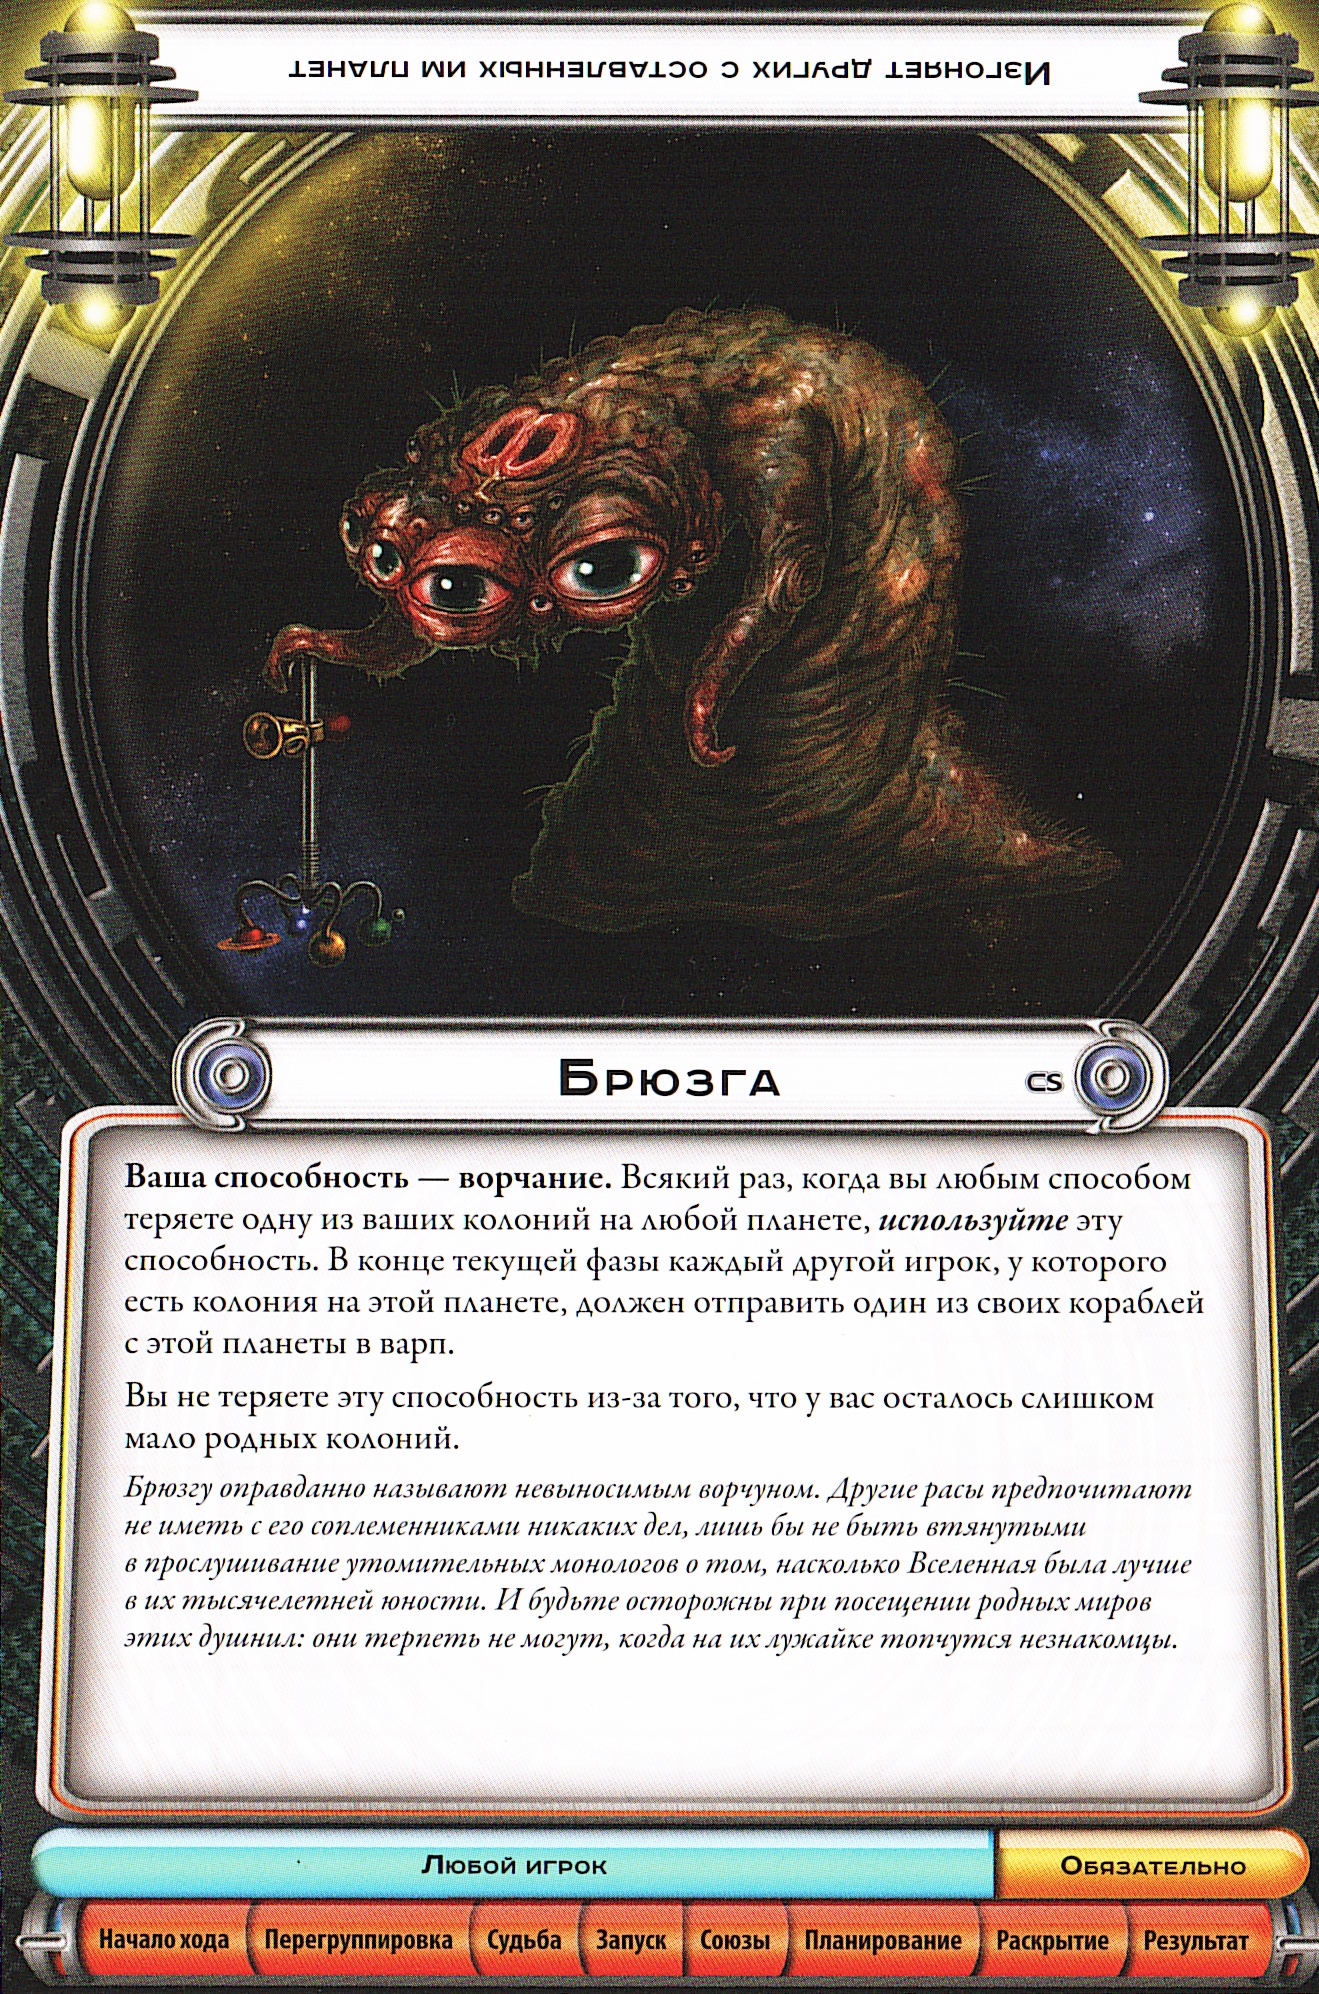 Изгоняет других с оставленных им планет
Брюзга
CS
Ваша способность — ворчание. Всякий раз, когда вы любым способом
теряете одну из ваших колоний на любой планете, используйте эту
способность. В конце текущей фазы каждый другой игрок, у которого
есть колония на этой планете, должен отправить один из своих кораблей
с этой планеты в варп.
Вы не теряете эту способность из-за того, что у вас осталось слишком
мало родных колоний.
Брюзгу оправданно называют невыносимым ворчуном. Другие расы предпочитают
не иметь с его соплеменниками никаких дел, лишь бы не быть втянутыми
в прослушивание утомительных монологов о том, насколько Вселенная была лучше
в их тысячелетней юности. И будьте осторожны при посещении родных миров
этих душнил: они терпеть не могут, когда на их лужайке топчутся незнакомцы.
Любой игрок
Обязательно
Начало хода Перегруппировка Судьба Запуск Союзы Планирование Раскрытие Результат